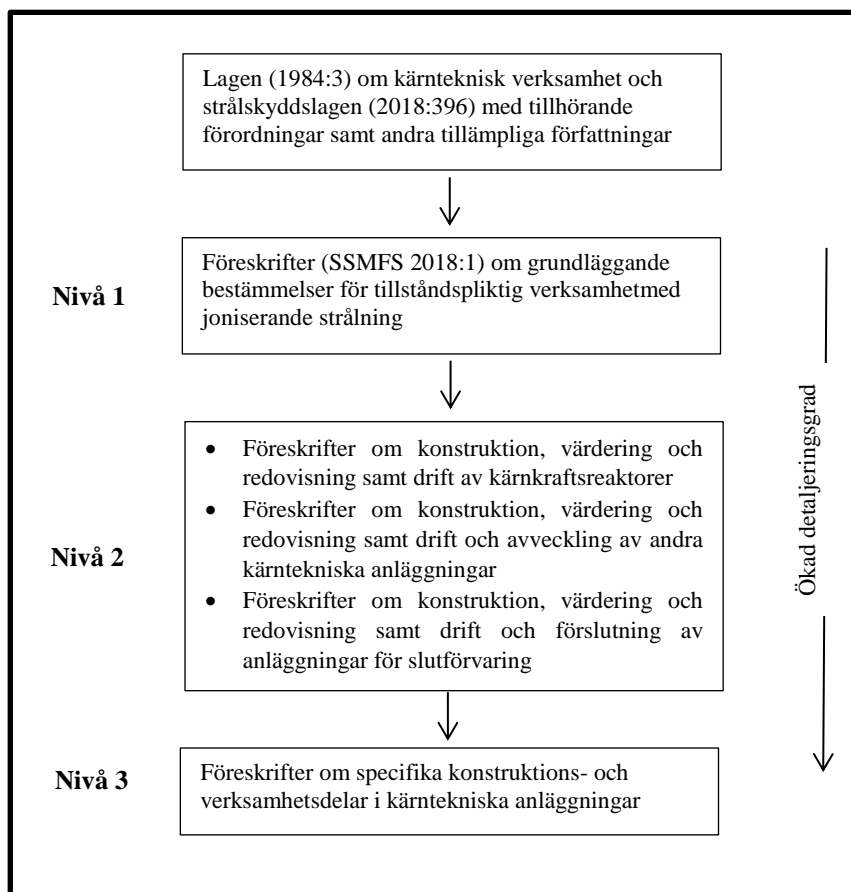 Lagen (1984:3) om kärnteknisk verksamhet och
strålskyddslagen (2018:396) med tillhörande
förordningar samt andra tillämpliga författningar
Nivå 1
Föreskrifter (SSMFS 2018:1) om grundläggande
bestämmelser för tillståndspliktig verksamhetmed
joniserande strålning
Nivå 2
• Föreskrifter om konstruktion, värdering och
redovisning samt drift av kärnkraftsreaktorer
• Föreskrifter om konstruktion, värdering och
redovisning samt drift och avveckling av andra
kärntekniska anläggningar
• Föreskrifter om konstruktion, värdering och
redovisning samt drift och förslutning av
anläggningar för slutförvaring
Ökad detaljeringsgrad
Nivå 3
Föreskrifter om specifika konstruktions- och
verksamhetsdelar i kärntekniska anläggningar